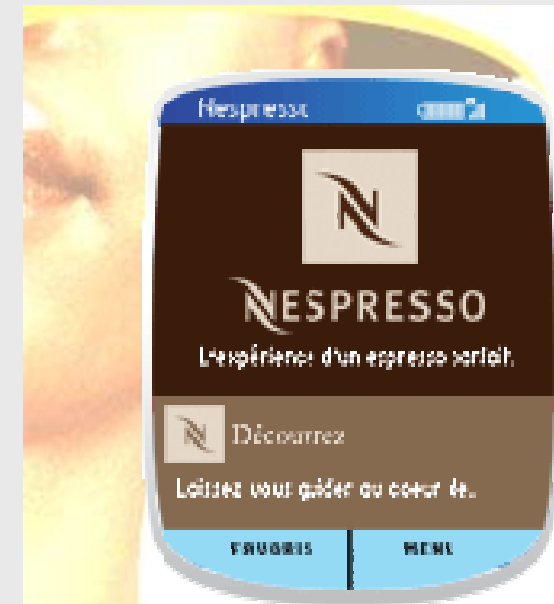 Nespresso
N
NESPRESSO
L'expérience d'un espresso parfait.
N
Découvrez
Laissez vous guider au coeur de..
FAVORIS
MENU